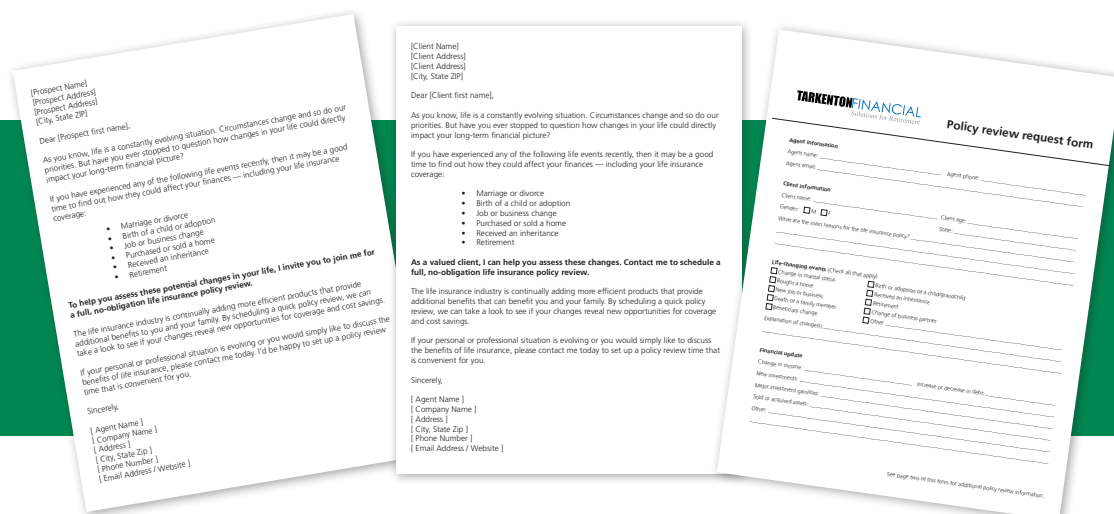 [Prospect Name]
[Prospect Address]
[Prospect Address]
[City, State ZIP]
Dear [Prospect first name],
As you know, life is a constantly evolving situation. Circumstances change and so do our
priorities. But have you ever stopped to question how changes in your life could directly
impact your long-term financial picture?
If you have experienced any of the following life events recently, then it may be a good
time to find out how they could affect your finances — including your life insurance
coverage:
• Marriage or divorce
• Birth of a child or adoption
• Job or business change
• Purchased or sold a home
• Received an inheritance
• Retirement
To help you assess these potential changes in your life, I invite you to join me for
a full, no-obligation life insurance policy review.
The life insurance industry is continually adding more efficient products that provide
additional benefits to you and your family. By scheduling a quick policy review, we can
take a look to see if your changes reveal new opportunities for coverage and cost savings.
If your personal or professional situation is evolving or you would simply like to discuss the
benefits of life insurance, please contact me today. I'd be happy to set up a policy review
time that is convenient for you.
Sincerely,
[ Agent Name ]
[ Company Name ]
[ Address ]
[ City, State Zip ]
[ Phone Number ]
[ Email Address / Website ]
[Client Name]
[Client Address]
[Client Address]
[City, State ZIP]
Dear [Client first name],
As you know, life is a constantly evolving situation. Circumstances change and so do our
priorities. But have you ever stopped to question how changes in your life could directly
impact your long-term financial picture?
If you have experienced any of the following life events recently, then it may be a good
time to find out how they could affect your finances — including your life insurance
coverage:
• Marriage or divorce
• Birth of a child or adoption
• Job or business change
• Purchased or sold a home
• Received an inheritance
• Retirement
As a valued client, I can help you assess these changes. Contact me to schedule a
full, no-obligation life insurance policy review.
The life insurance industry is continually adding more efficient products that provide
additional benefits that can benefit you and your family. By scheduling a quick policy
review, we can take a look to see if your changes reveal new opportunities for coverage
and cost savings.
If your personal or professional situation is evolving or you would simply like to discuss
the benefits of life insurance, please contact me today to set up a policy review time that
is convenient for you.
Sincerely,
[ Agent Name ]
[ Company Name ]
[ Address ]
[ City, State Zip ]
[ Phone Number ]
[ Email Address / Website ]
TARKENTON FINANCIAL
Solutions for Retirement
Policy review request form
Agent information
Agent name: Agent phone:
Agent email:
Client information
Client name: Client age:
Gender: M F State:
What are the main reasons for the life insurance policy?
Life-changing events (Check all that apply)
Change in marital status Birth or adoption of a child/grandchild
Bought a house Received an inheritance
New job or business Retirement
Death of a family member Change of business partner
Beneficiary change Other
Explanation of change(s)
Financial update
Change in income: Increase or decrease in debt:
New investments:
Major investment gain/loss:
Sold or acquired assets:
Other:
See page two of this form for additional policy review information.